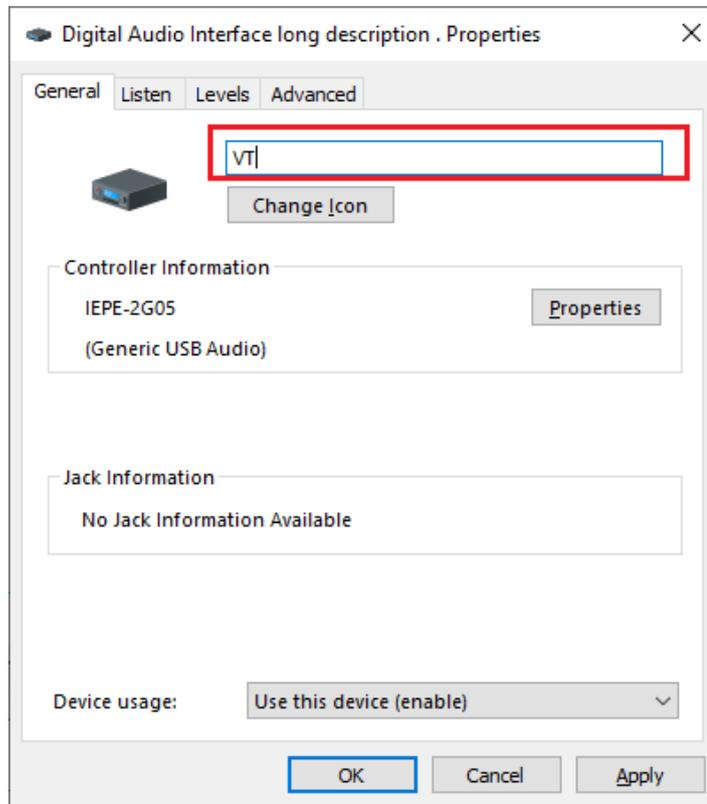 Digital Audio Interface long description . Properties
General Listen Levels Advanced
VT
Change Icon
Controller Information
IEPE-2G05
Properties
(Generic USB Audio)
Jack Information
No Jack Information Available
Device usage:
Use this device (enable)
OK Cancel Apply